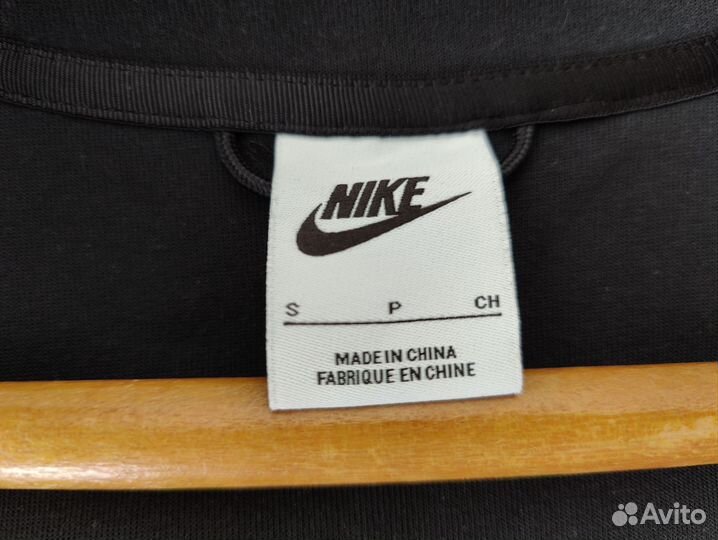 NIKE
S P CH
MADE IN CHINA
FABRIQUE EN CHINE
Avito